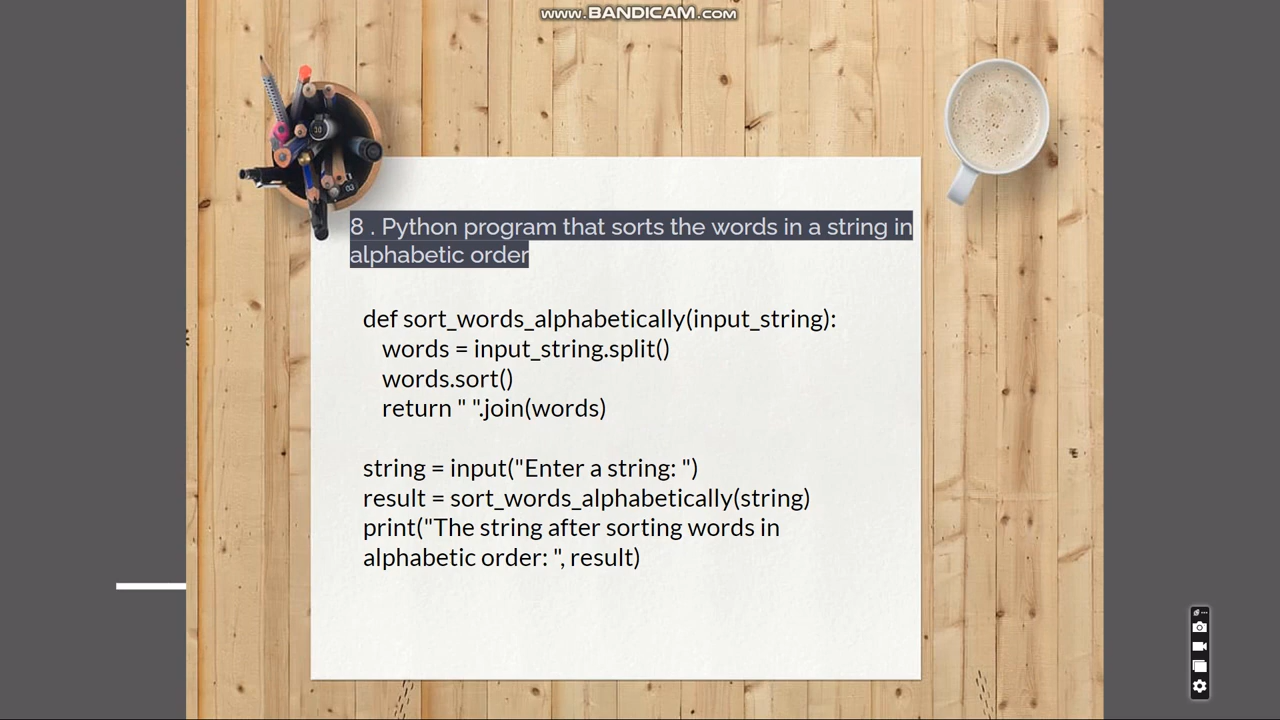 www.BANDICAM.com
8 . Python program that sorts the words in a string in
alphabetic order
def sort_words_alphabetically(input_string):
    words = input_string.split()
    words.sort()
    return " ".join(words)
string = input("Enter a string: ")
result = sort_words_alphabetically(string)
print("The string after sorting words in
alphabetic order: ", result)